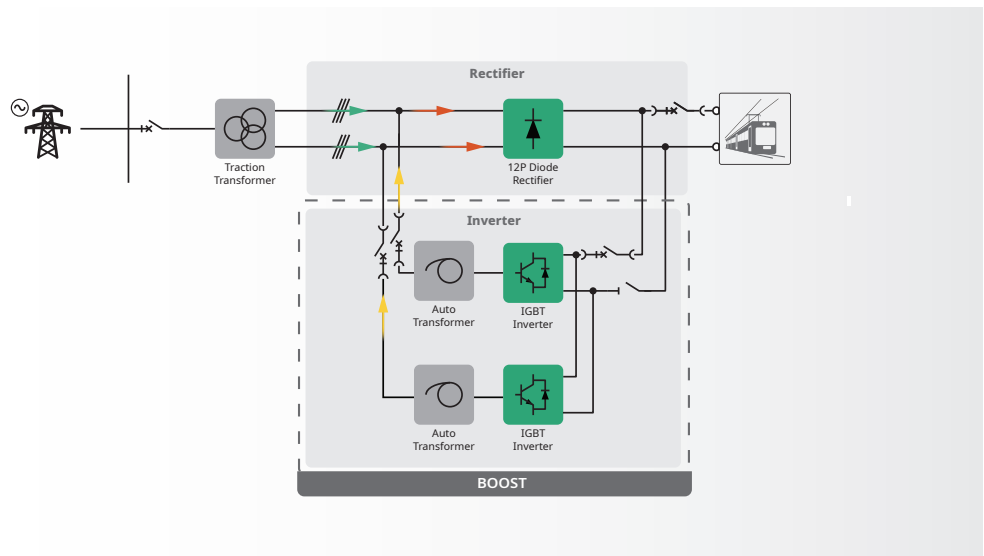 Rectifier
Traction
Transformer
12P Diode
Rectifier
Inverter
Auto
Transformer
IGBT
Inverter
Auto
Transformer
IGBT
Inverter
BOOST